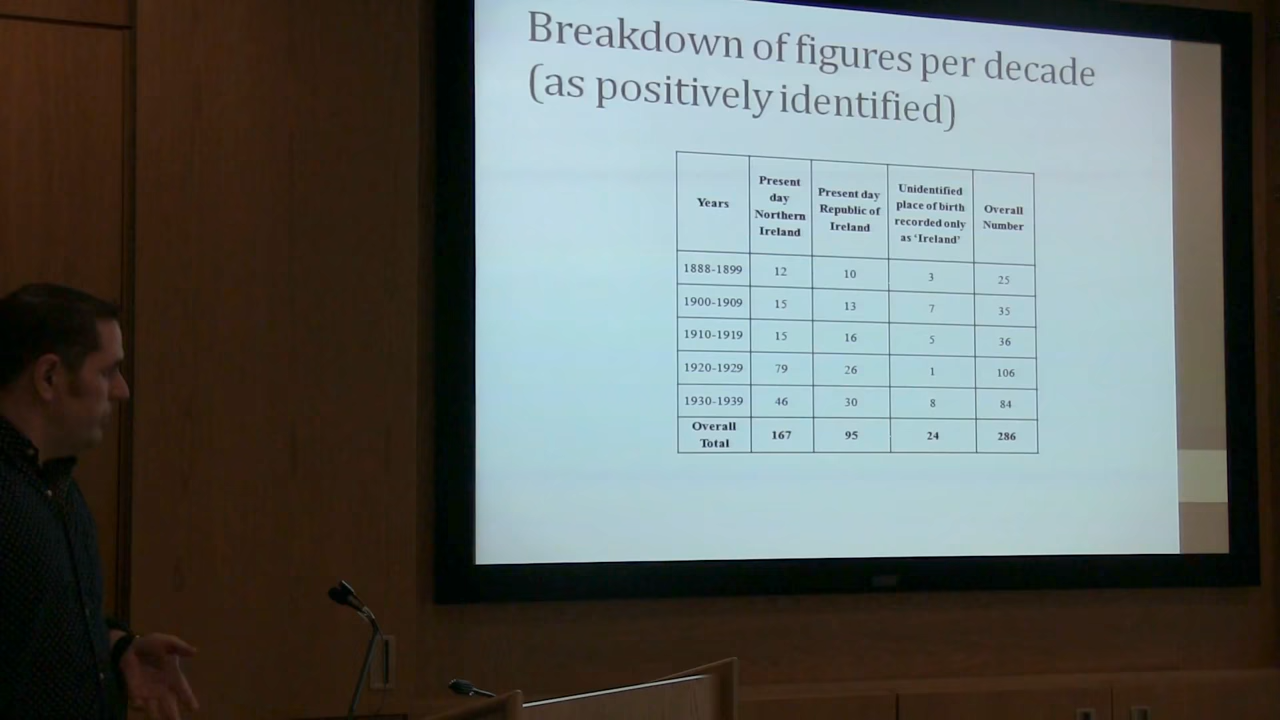 Breakdown of figures per decade
(as positively identified)
Years
Present
day
Northern
Ireland
Present day
Republic of
Ireland
Unidentified
place of birth
recorded only
as ‘Ireland’
Overall
Number
1888-1899 12 10 3 25
1900-1909 15 13 7 35
1910-1919 15 16 5 36
1920-1929 79 26 1 106
1930-1939 46 30 8 84
Overall
Total
167 95 24 286